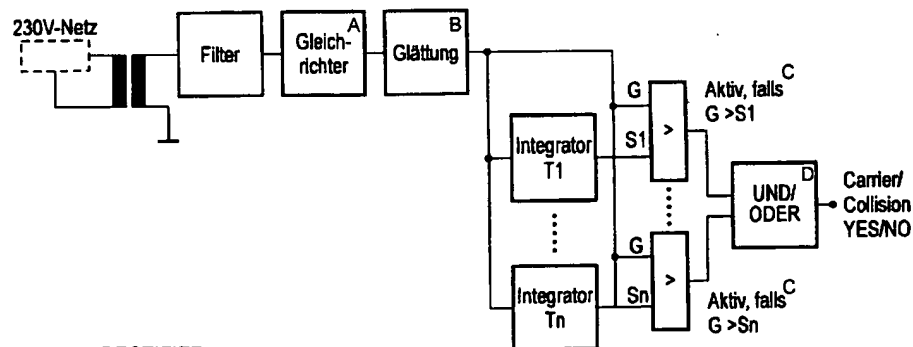 230V-Netz
Filter
A
Gleich-
richter
B
Glättung
G
S1
>
Aktiv, falls C
G >S1
Integrator
T1
D
UND/
ODER
Carrier/
Collision
YES/NO
G
Sn
>
Integrator
Tn
Aktiv, falls C
G >Sn